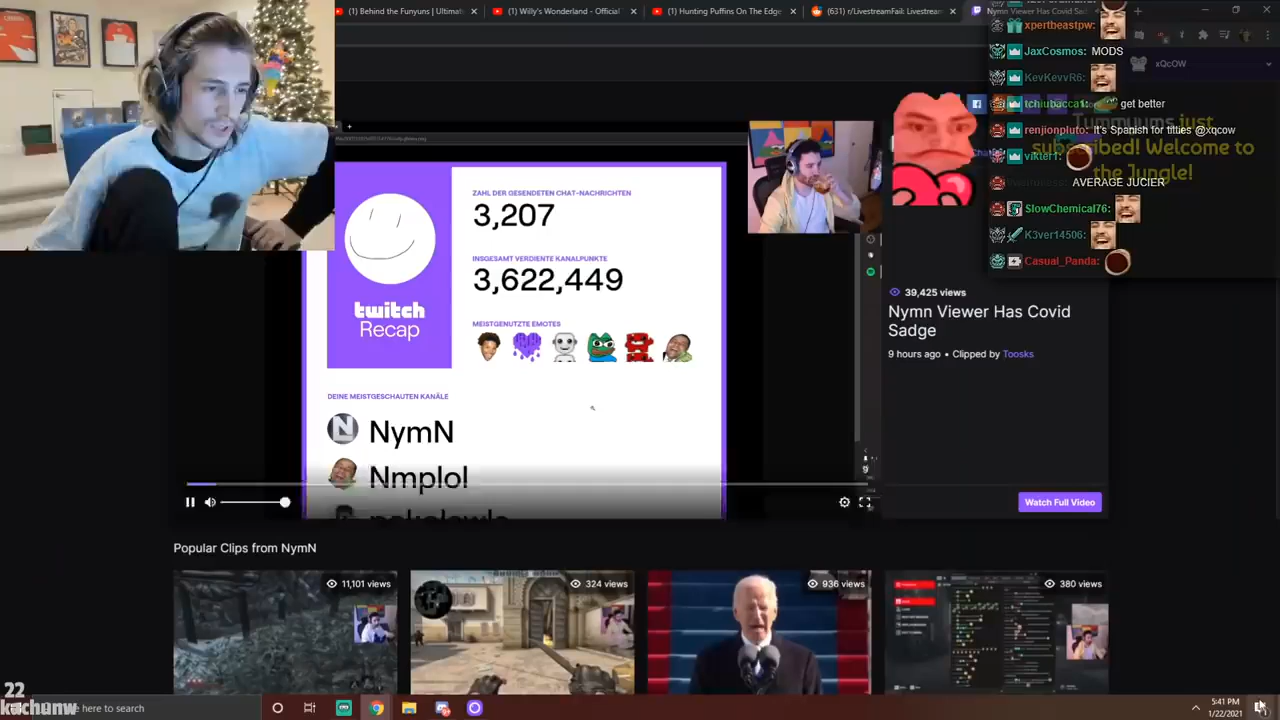 (1) Behind the Funyuns | Ultimat
(1) Willy's Wonderland - Official
(1) Hunting Puffins On The Edge
(631) r/LivestreamFail: Livestream
Nymn Viewer Has Covid Sad
xQcOW
xpertbeastpw:
JaxCosmos: MODS
KevKevvR6:
get better
renjionpluto: it's Spanish for titties @xqcow
vikter1:
AVERAGE JUCIER
SlowChemical76:
K3ver14506:
Casual_Panda:
Tummyums just
subscribed! Welcome to
the Jungle!
twitch
Recap
ZAHL DER GESENDETEN CHAT-NACHRICHTEN
3,207
INSGESAMT VERDIENTE KANALPUNKTE
3,622,449
MEISTGENUTZTE EMOTES
DEINE MEISTGESCHAUTEN KANÄLE
NymN
Nmplol
39,425 views
Nymn Viewer Has Covid
Sadge
9 hours ago • Clipped by Toosks
Watch Full Video
Popular Clips from NymN
11,101 views
324 views
936 views
380 views
22
kachunw
here to search
5:41 PM
1/22/2021